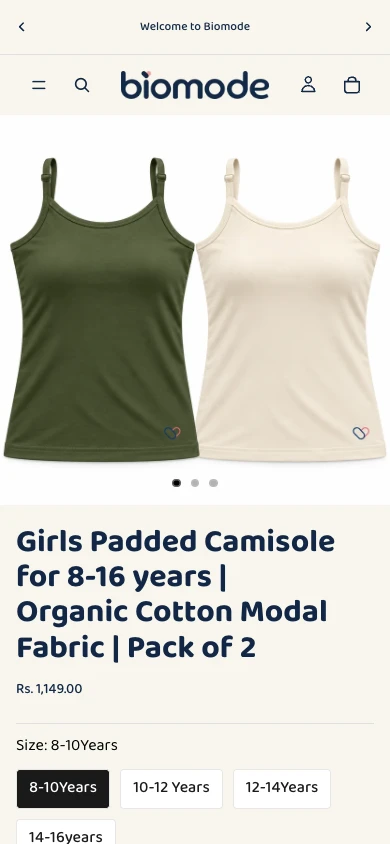 Welcome to Biomode
biomode
Girls Padded Camisole
for 8-16 years |
Organic Cotton Modal
Fabric | Pack of 2
Rs. 1,149.00
Size: 8-10Years
8-10Years
10-12 Years
12-14Years
14-16years